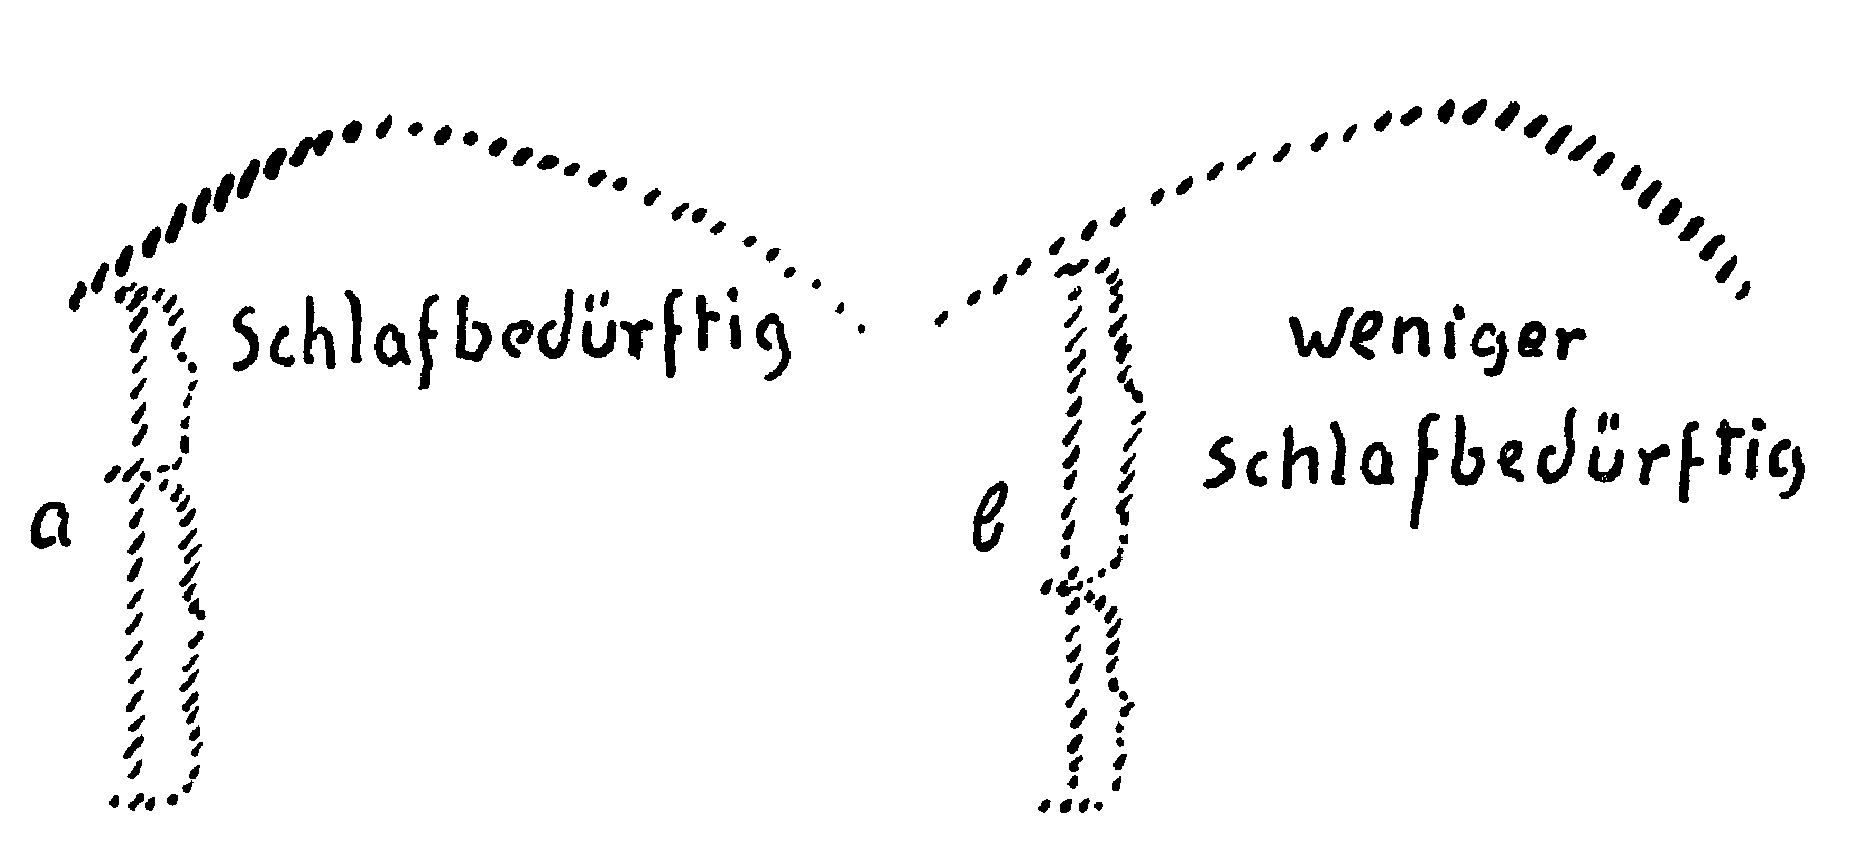 a
Schlafbedürftig
b
weniger
schlafbedürftig